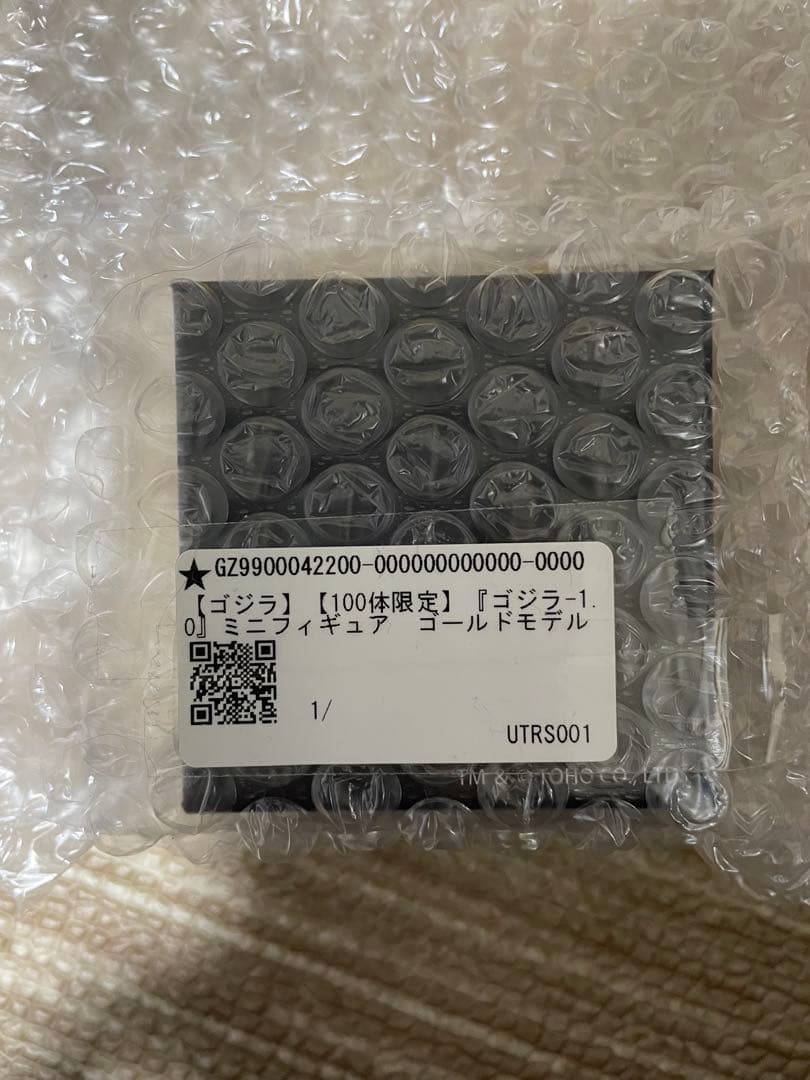 ★GZ9900042200-000000000000-0000
【ゴジラ】【100体限定】『ゴジラ-1.
0』ミニフィギュア　ゴールドモデル
1/
UTRS001
TM & © TOHO CO., LTD.